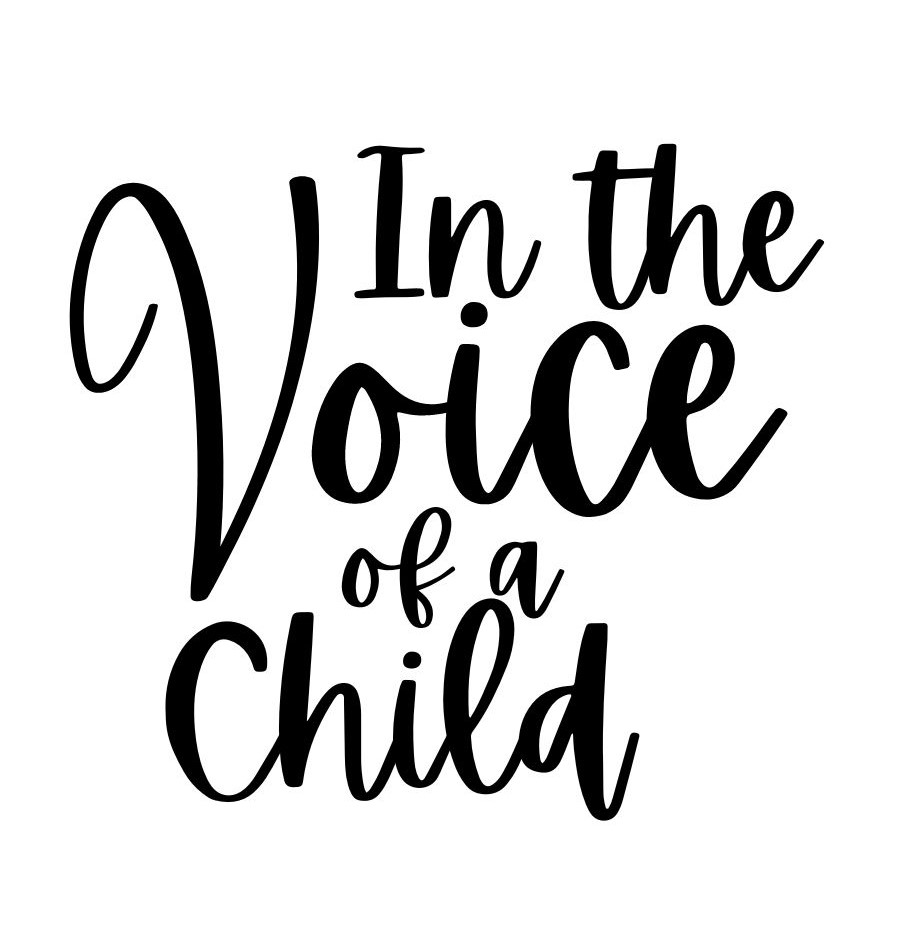 In the
Voice
of a
Child